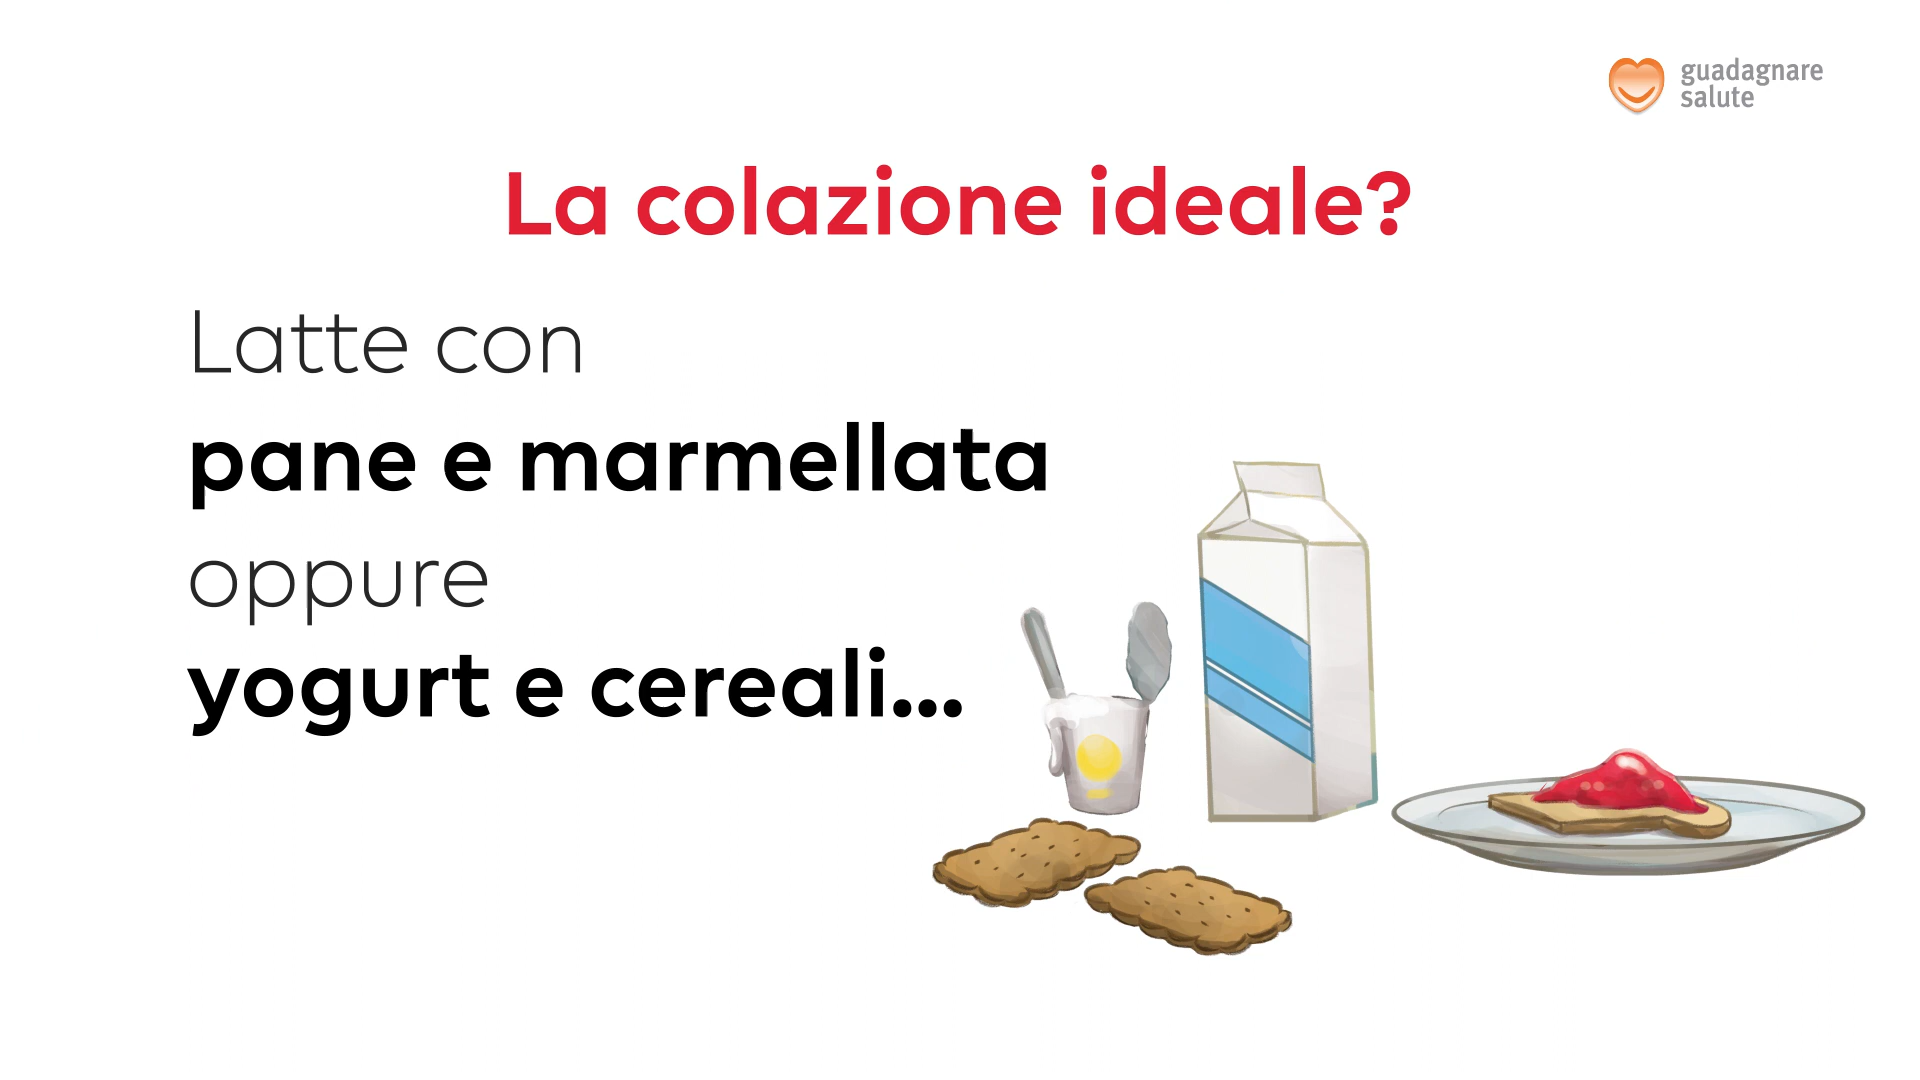 guadagnare
salute
La colazione ideale?
Latte con
pane e marmellata
oppure
yogurt e cereali...